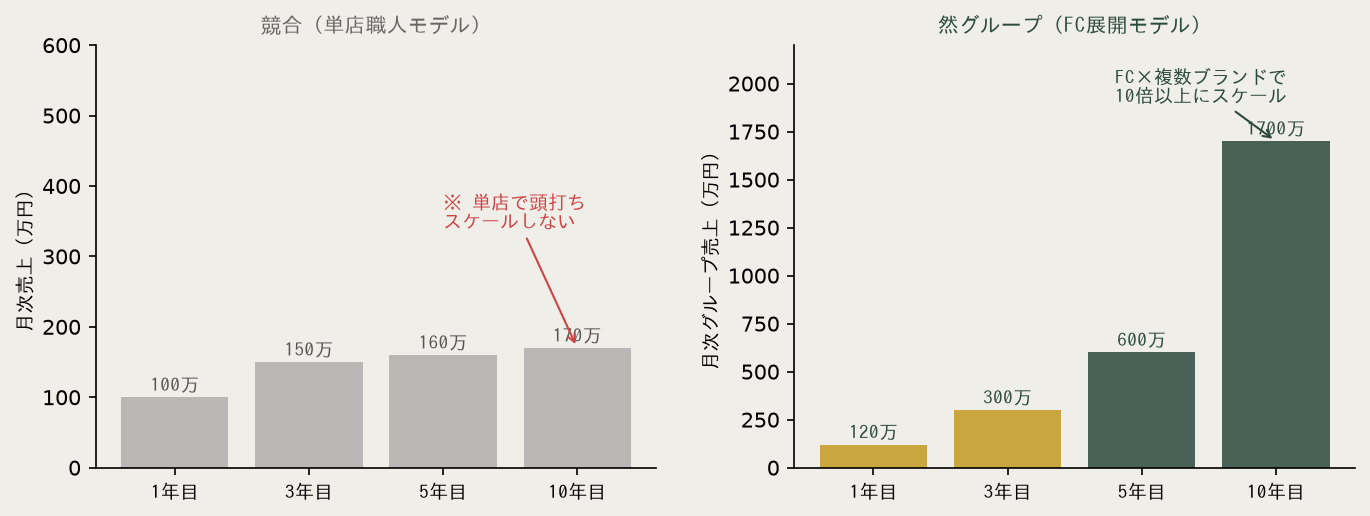 競合（単店職人モデル）
600
500
400
300
200
100
0
月次売上（万円）
※ 単店で頭打ち
スケールしない
100万
150万
160万
170万
1年目
3年目
5年目
10年目
然グループ（FC展開モデル）
2000
1750
1500
1250
1000
750
500
250
0
月次グループ売上（万円）
FC×複数ブランドで
10倍以上にスケール
120万
300万
600万
1700万
1年目
3年目
5年目
10年目